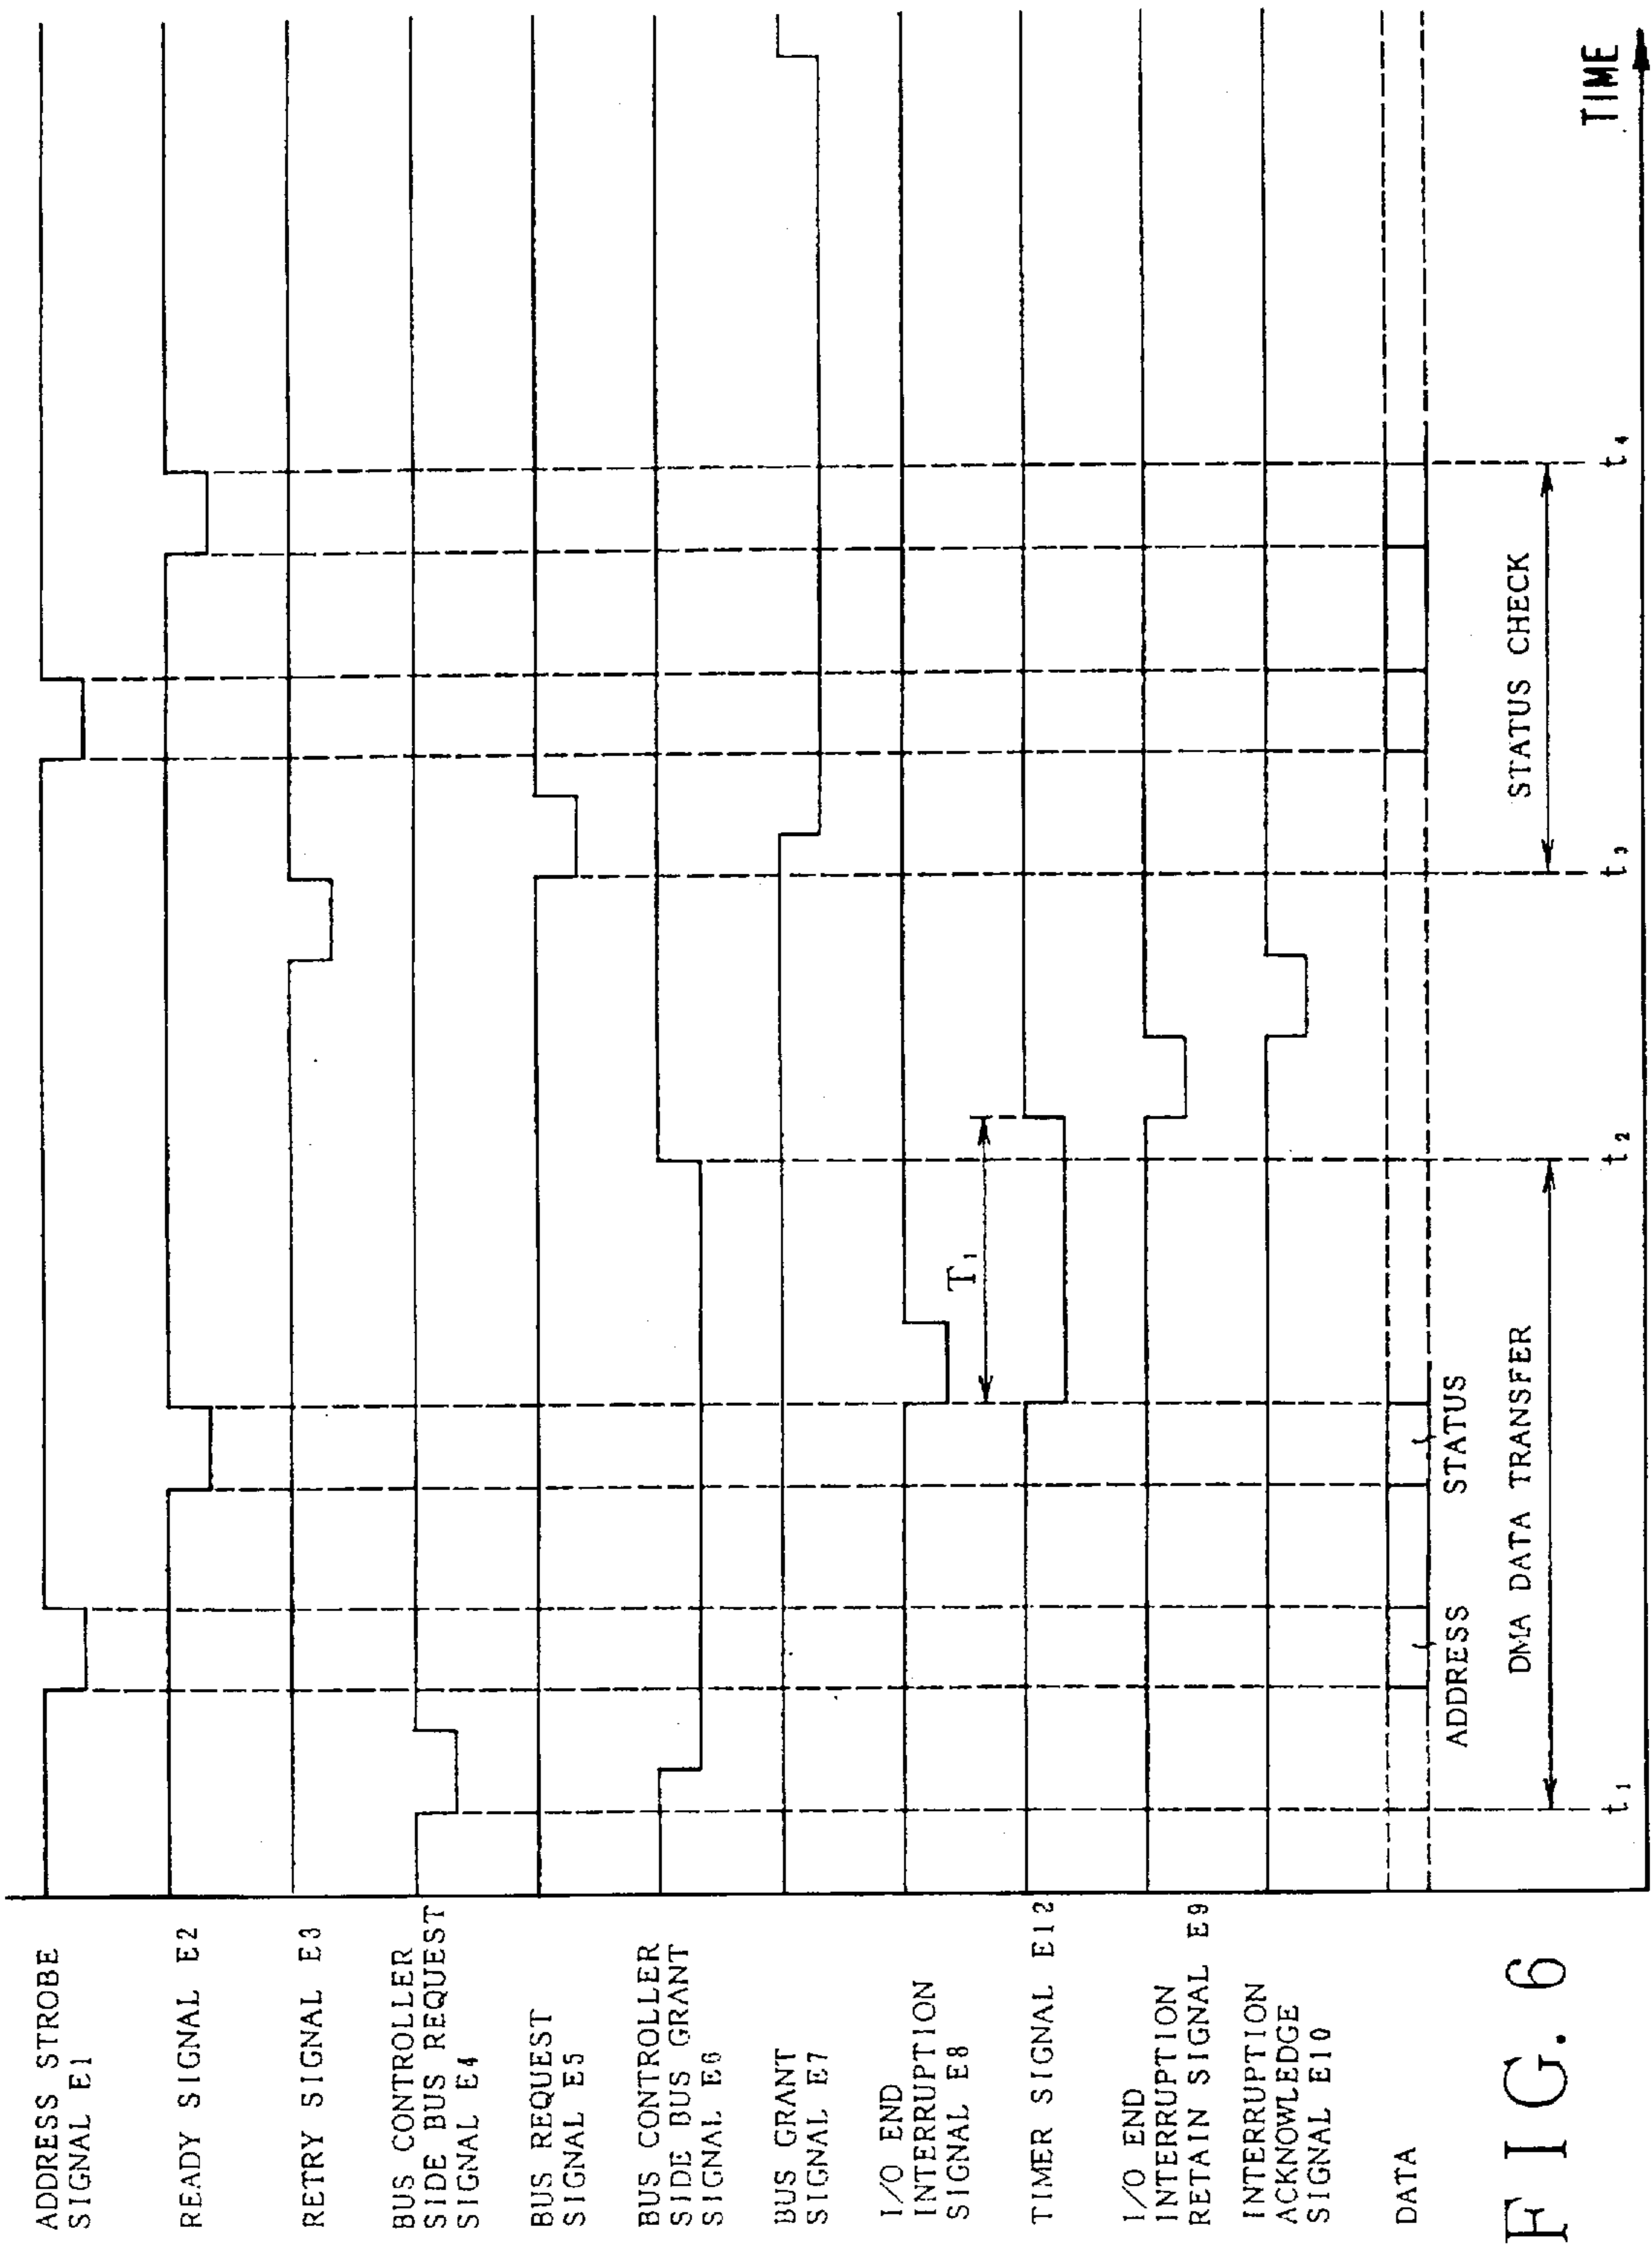 ADDRESS STROBE
SIGNAL E1
READY SIGNAL E2
RETRY SIGNAL E3
BUS CONTROLLER
SIDE BUS REQUEST
SIGNAL E4
BUS REQUEST
SIGNAL E5
BUS CONTROLLER
SIDE BUS GRANT
SIGNAL E6
BUS GRANT
SIGNAL E7
I/O END
INTERRUPTION
SIGNAL E8
T1
TIMER SIGNAL E12
I/O END
INTERRUPTION
RETAIN SIGNAL E9
INTERRUPTION
ACKNOWLEDGE
SIGNAL E10
DATA
ADDRESS
STATUS
DMA DATA TRANSFER
STATUS CHECK
t1
t2
t3
t4
TIME
FIG. 6